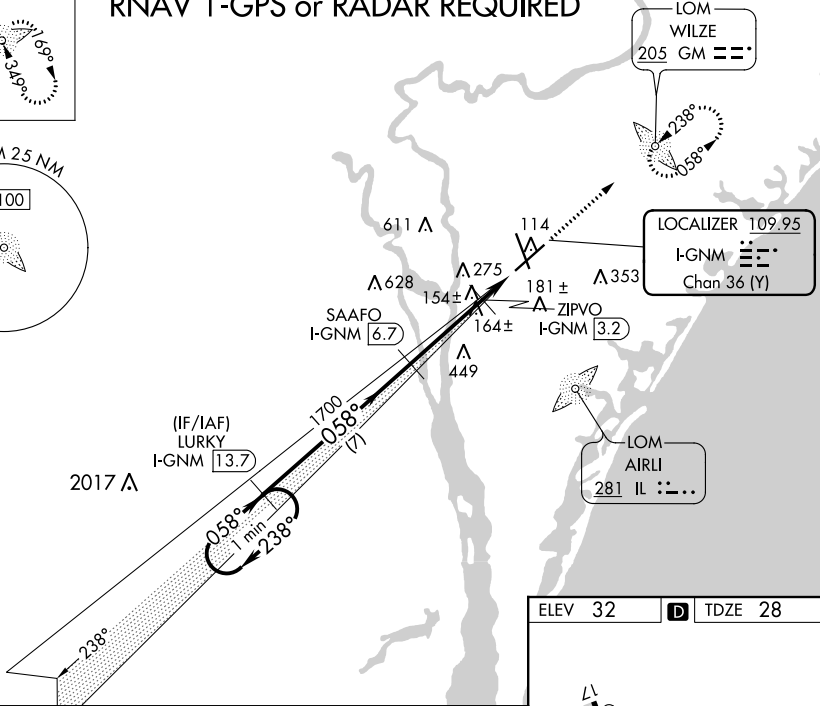 RNAV 1-GPS or RADAR REQUIRED
169°
349°
25 NM
LOM
WILZE
205 GM
238°
058°
LOCALIZER 109.95
I-GNM
Chan 36 (Y)
611
114
628
275
154±
181 ±
353
ZIPVO
I-GNM 3.2
164±
SAAFO
I-GNM 6.7
449
1700
058°
(7)
(IF/IAF)
LURKY
I-GNM 13.7
2017
LOM
AIRLI
281 IL
058°
1 min
238°
238°
ELEV 32 D TDZE 28
17